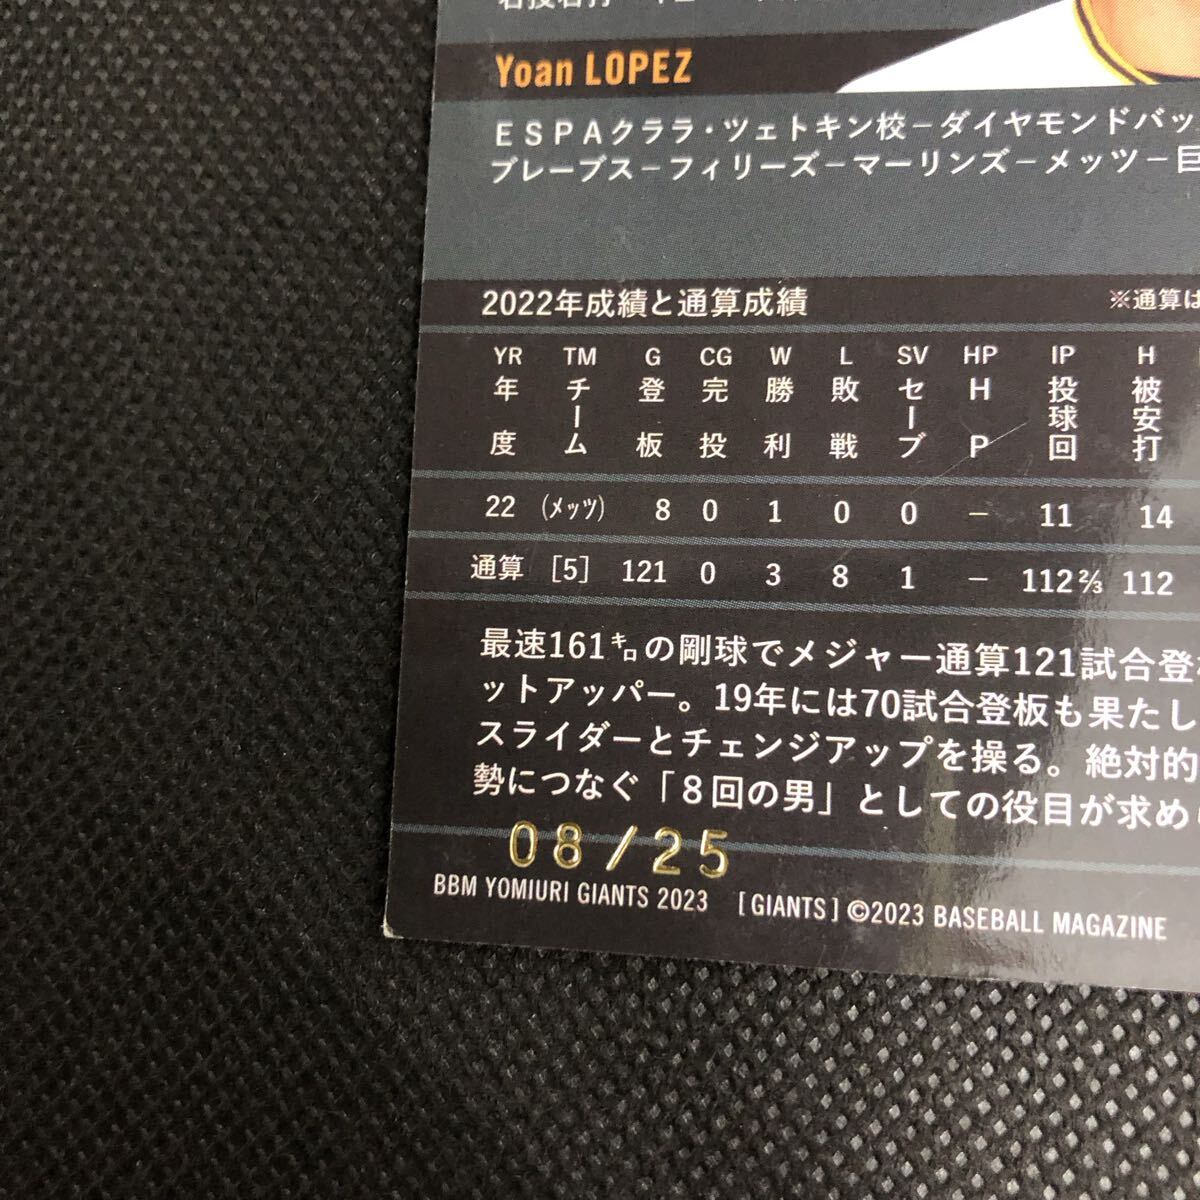 Yoan LOPEZ
ESPAクララ・ツェトキン校－ダイヤモンドバッ
ブレーブス－フィリーズ－マーリンズ－メッツ－巨
2022年成績と通算成績 ※通算は
YR TM G CG W L SV HP IP H
年度 チーム 登板 完投 勝利 敗戦 セーブ HP 投球回 被安打
22 (メッツ) 8 0 1 0 0 － 11 14
通算 [5] 121 0 3 8 1 － 112⅔ 112
最速161㌔の剛球でメジャー通算121試合登
ットアッパー。19年には70試合登板も果たし
スライダーとチェンジアップを操る。絶対的
勢につなぐ「８回の男」としての役目が求め
08/25
BBM YOMIURI GIANTS 2023 [GIANTS] ©2023 BASEBALL MAGAZINE